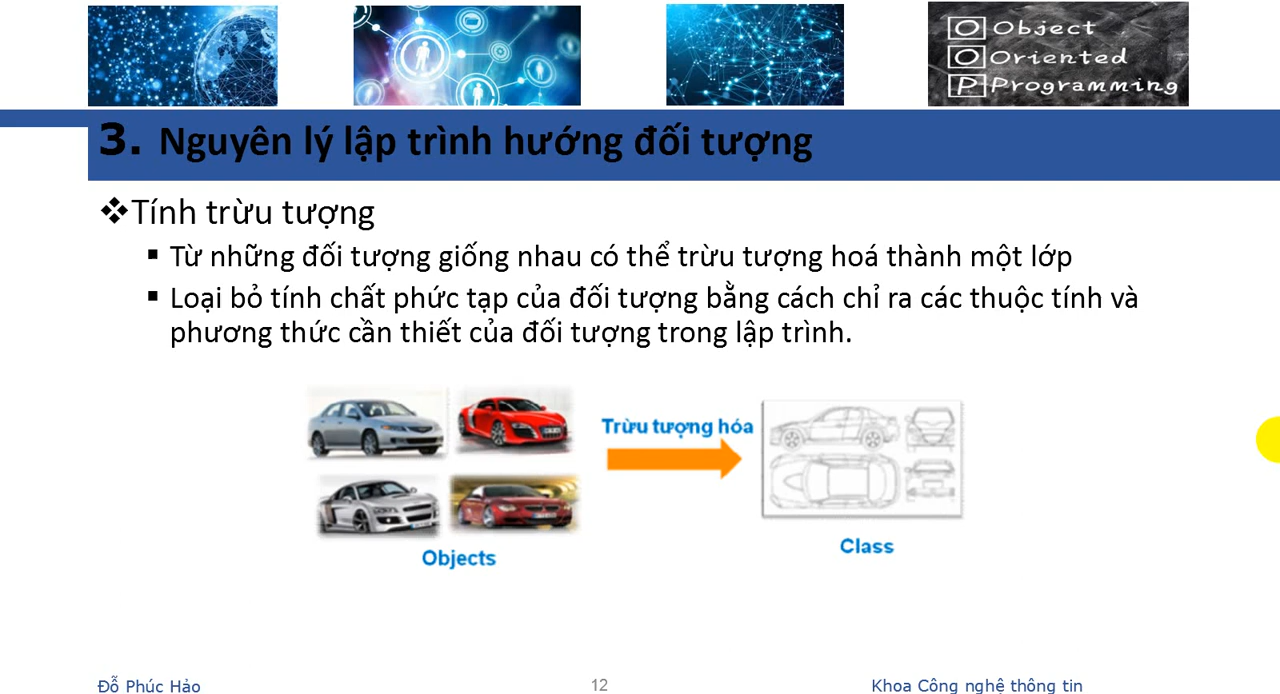 Object
Oriented
Programming
3. Nguyên lý lập trình hướng đối tượng
❖Tính trừu tượng
▪ Từ những đối tượng giống nhau có thể trừu tượng hoá thành một lớp
▪ Loại bỏ tính chất phức tạp của đối tượng bằng cách chỉ ra các thuộc tính và
phương thức cần thiết của đối tượng trong lập trình.
Trừu tượng hóa
Objects
Class
Đỗ Phúc Hảo
12
Khoa Công nghệ thông tin